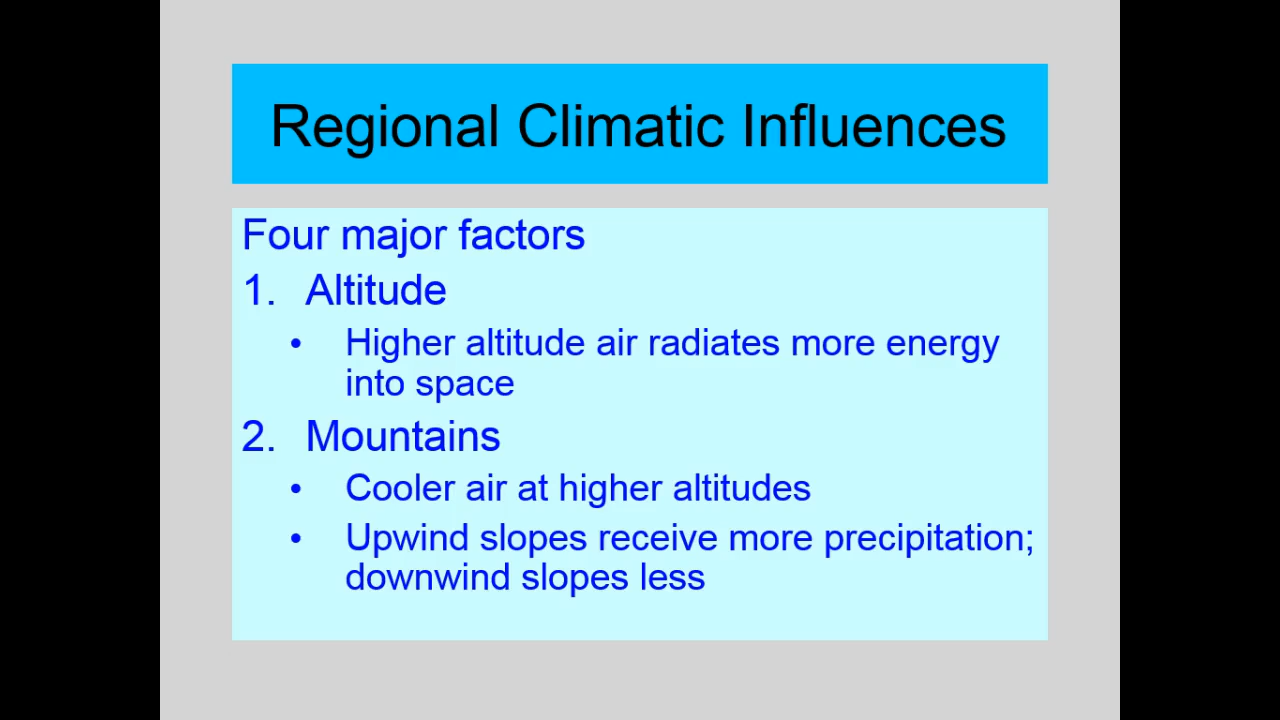 Regional Climatic Influences
Four major factors
1. Altitude
• Higher altitude air radiates more energy
into space
2. Mountains
• Cooler air at higher altitudes
• Upwind slopes receive more precipitation;
downwind slopes less